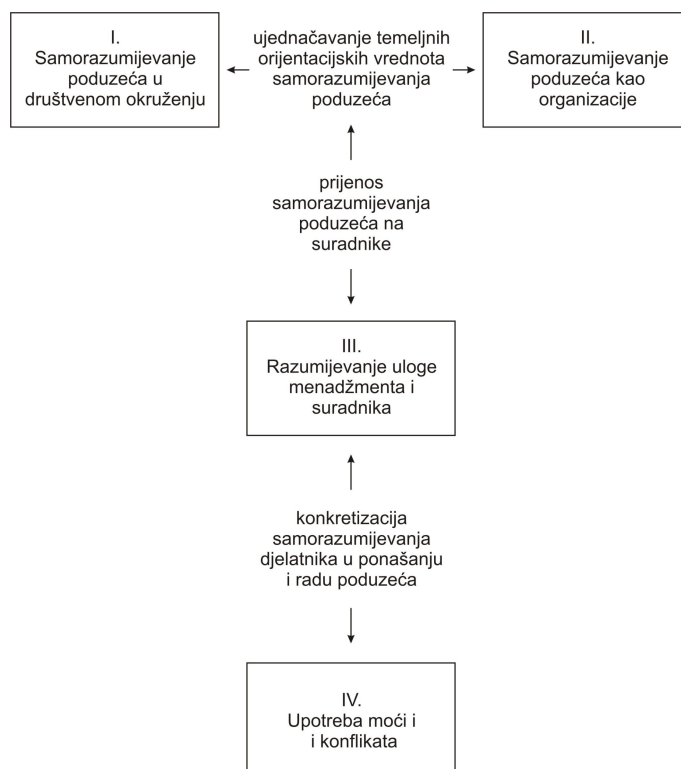 I.
Samorazumijevanje
poduzeća u
društvenom okruženju
ujednačavanje temeljnih
orijentacijskih vrednota
samorazumijevanja
poduzeća
II.
Samorazumijevanje
poduzeća kao
organizacije
prijenos
samorazumijevanja
poduzeća na
suradnike
III.
Razumijevanje uloge
menadžmenta i
suradnika
konkretizacija
samorazumijevanja
djelatnika u ponašanju
i radu poduzeća
IV.
Upotreba moći i
i konflikata